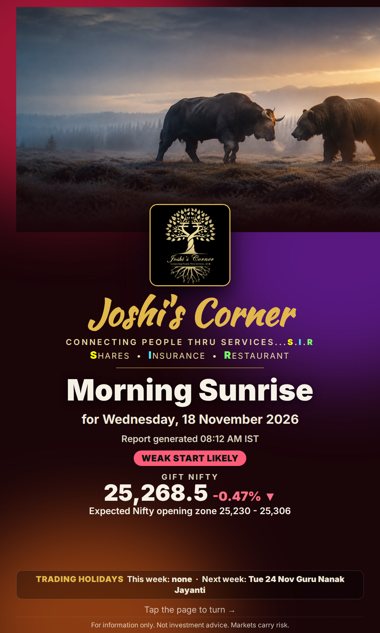 Joshi's Corner
Joshi's Corner
CONNECTING PEOPLE THRU SERVICES...S.I.R
SHARES • INSURANCE • RESTAURANT
Morning Sunrise
for Wednesday, 18 November 2026
Report generated 08:12 AM IST
WEAK START LIKELY
GIFT NIFTY
25,268.5 -0.47% ▼
Expected Nifty opening zone 25,230 - 25,306
TRADING HOLIDAYS This week: none · Next week: Tue 24 Nov Guru Nanak
Jayanti
Tap the page to turn →
For information only. Not investment advice. Markets carry risk.